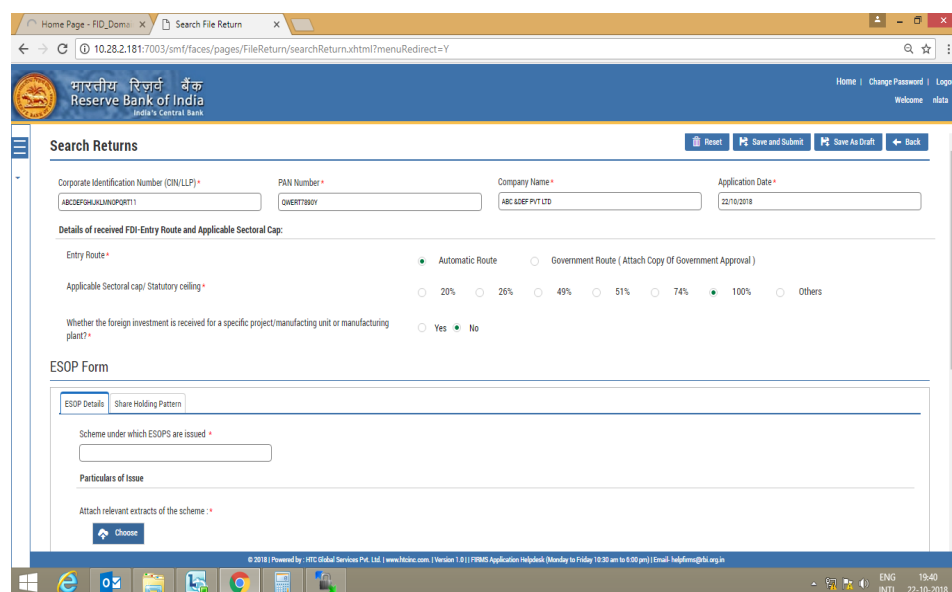 Home Page - FID_Doma
Search File Return
10.28.2.181:7003/smf/faces/pages/FileReturn/searchReturn.xhtml?menuRedirect=Y
भारतीय रिज़र्व बैंक
Reserve Bank of India
India's Central Bank
Home | Change Password | Logo
Welcome nlata
Search Returns
Reset
Save and Submit
Save As Draft
Back
Corporate Identification Number (CIN/LLP) *
PAN Number *
Company Name *
Application Date *
ABCDEFGHIJKLMNOPQRT11
QWERT7890Y
ABC &DEF PVT LTD
22/10/2018
Details of received FDI-Entry Route and Applicable Sectoral Cap:
Entry Route *
Automatic Route
Government Route ( Attach Copy Of Government Approval )
Applicable Sectoral cap/ Statutory ceiling *
20% 26% 49% 51% 74% 100% Others
Whether the foreign investment is received for a specific project/manufacting unit or manufacturing
plant? *
Yes No
ESOP Form
ESOP Details
Share Holding Pattern
Scheme under which ESOPS are issued *
Particulars of Issue
Attach relevant extracts of the scheme : *
Choose
© 2018 | Powered by : HTC Global Services Pvt. Ltd. | www.htcinc.com. | Version 1.0 | | FIRMS Application Helpdesk (Monday to Friday 10:30 am to 6:00 pm) | Email- helpfirms@rbi.org.in
ENG 19:40
INTL 22-10-2018